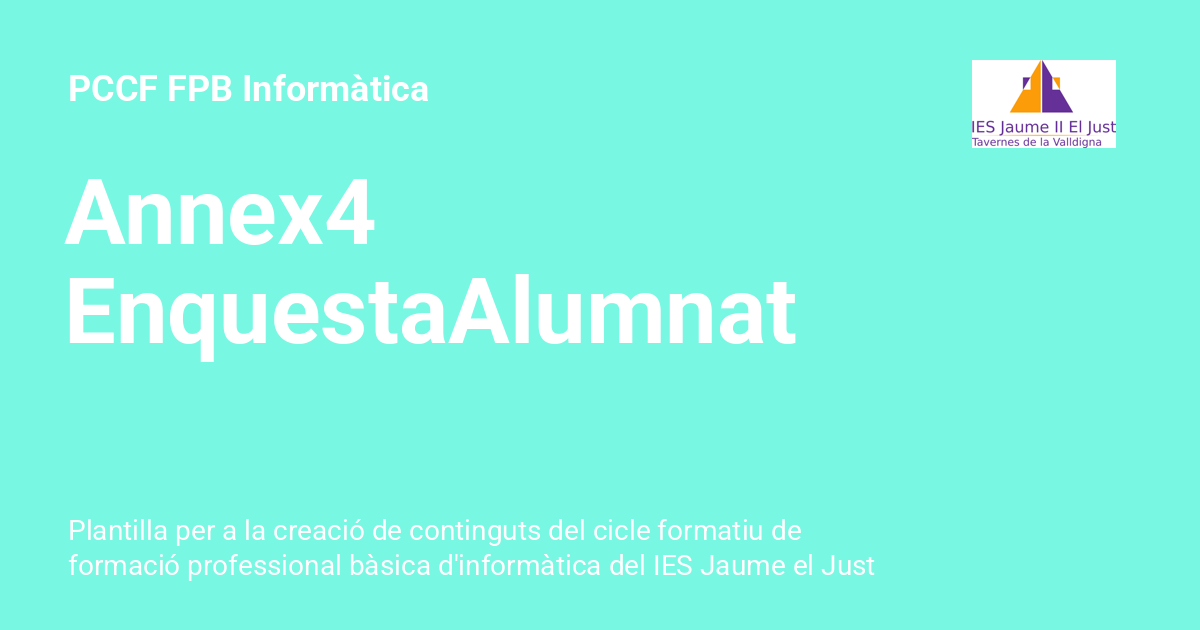 PCCF FPB Informàtica
IES Jaume II El Just
Tavernes de la Valldigna
Annex4
EnquestaAlumnat
Plantilla per a la creació de continguts del cicle formatiu de
formació professional bàsica d'informàtica del IES Jaume el Just